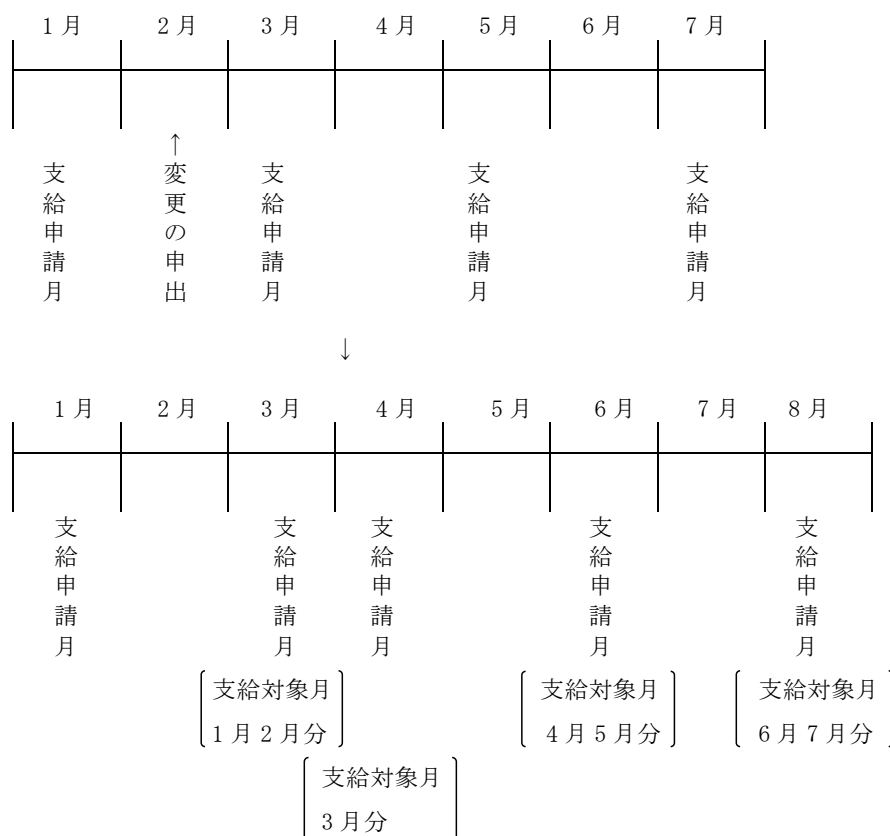 1月 2月 3月 4月 5月 6月 7月
支給申請月
↑変更の申出
支給申請月
支給申請月
支給申請月
↓
1月 2月 3月 4月 5月 6月 7月 8月
支給申請月
支給申請月
支給申請月
支給申請月
支給申請月
支給対象月
1月2月分
支給対象月
3月分
支給対象月
4月5月分
支給対象月
6月7月分